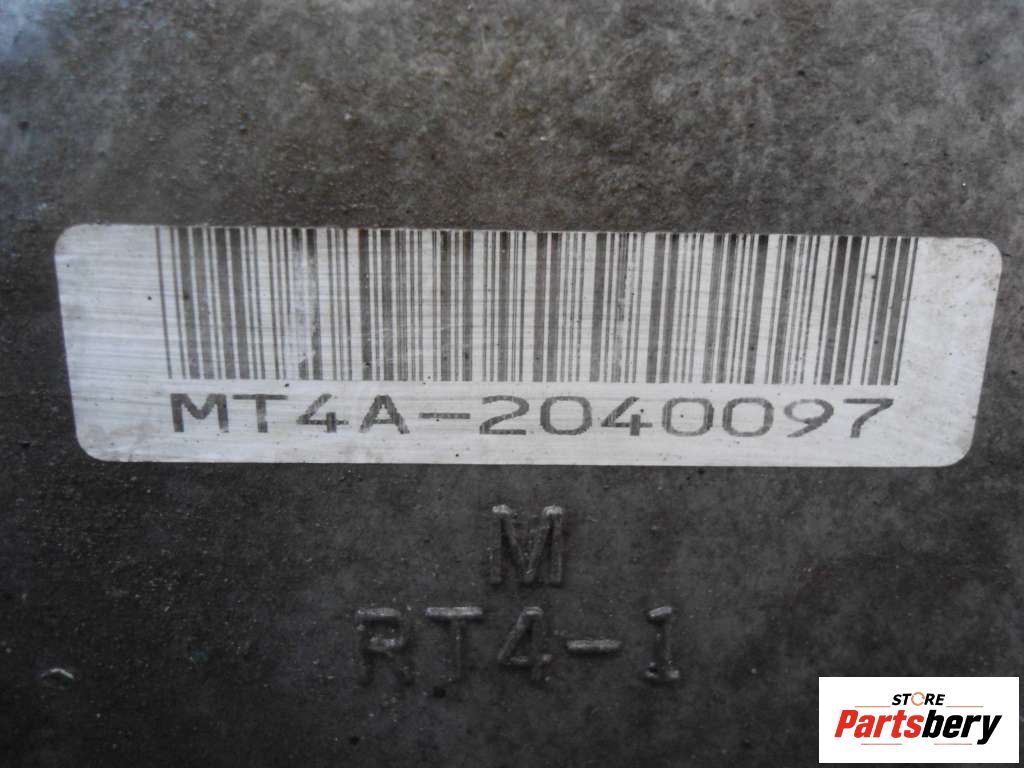 MT4A-2040097
M
RT4-1
STORE
Partsbery